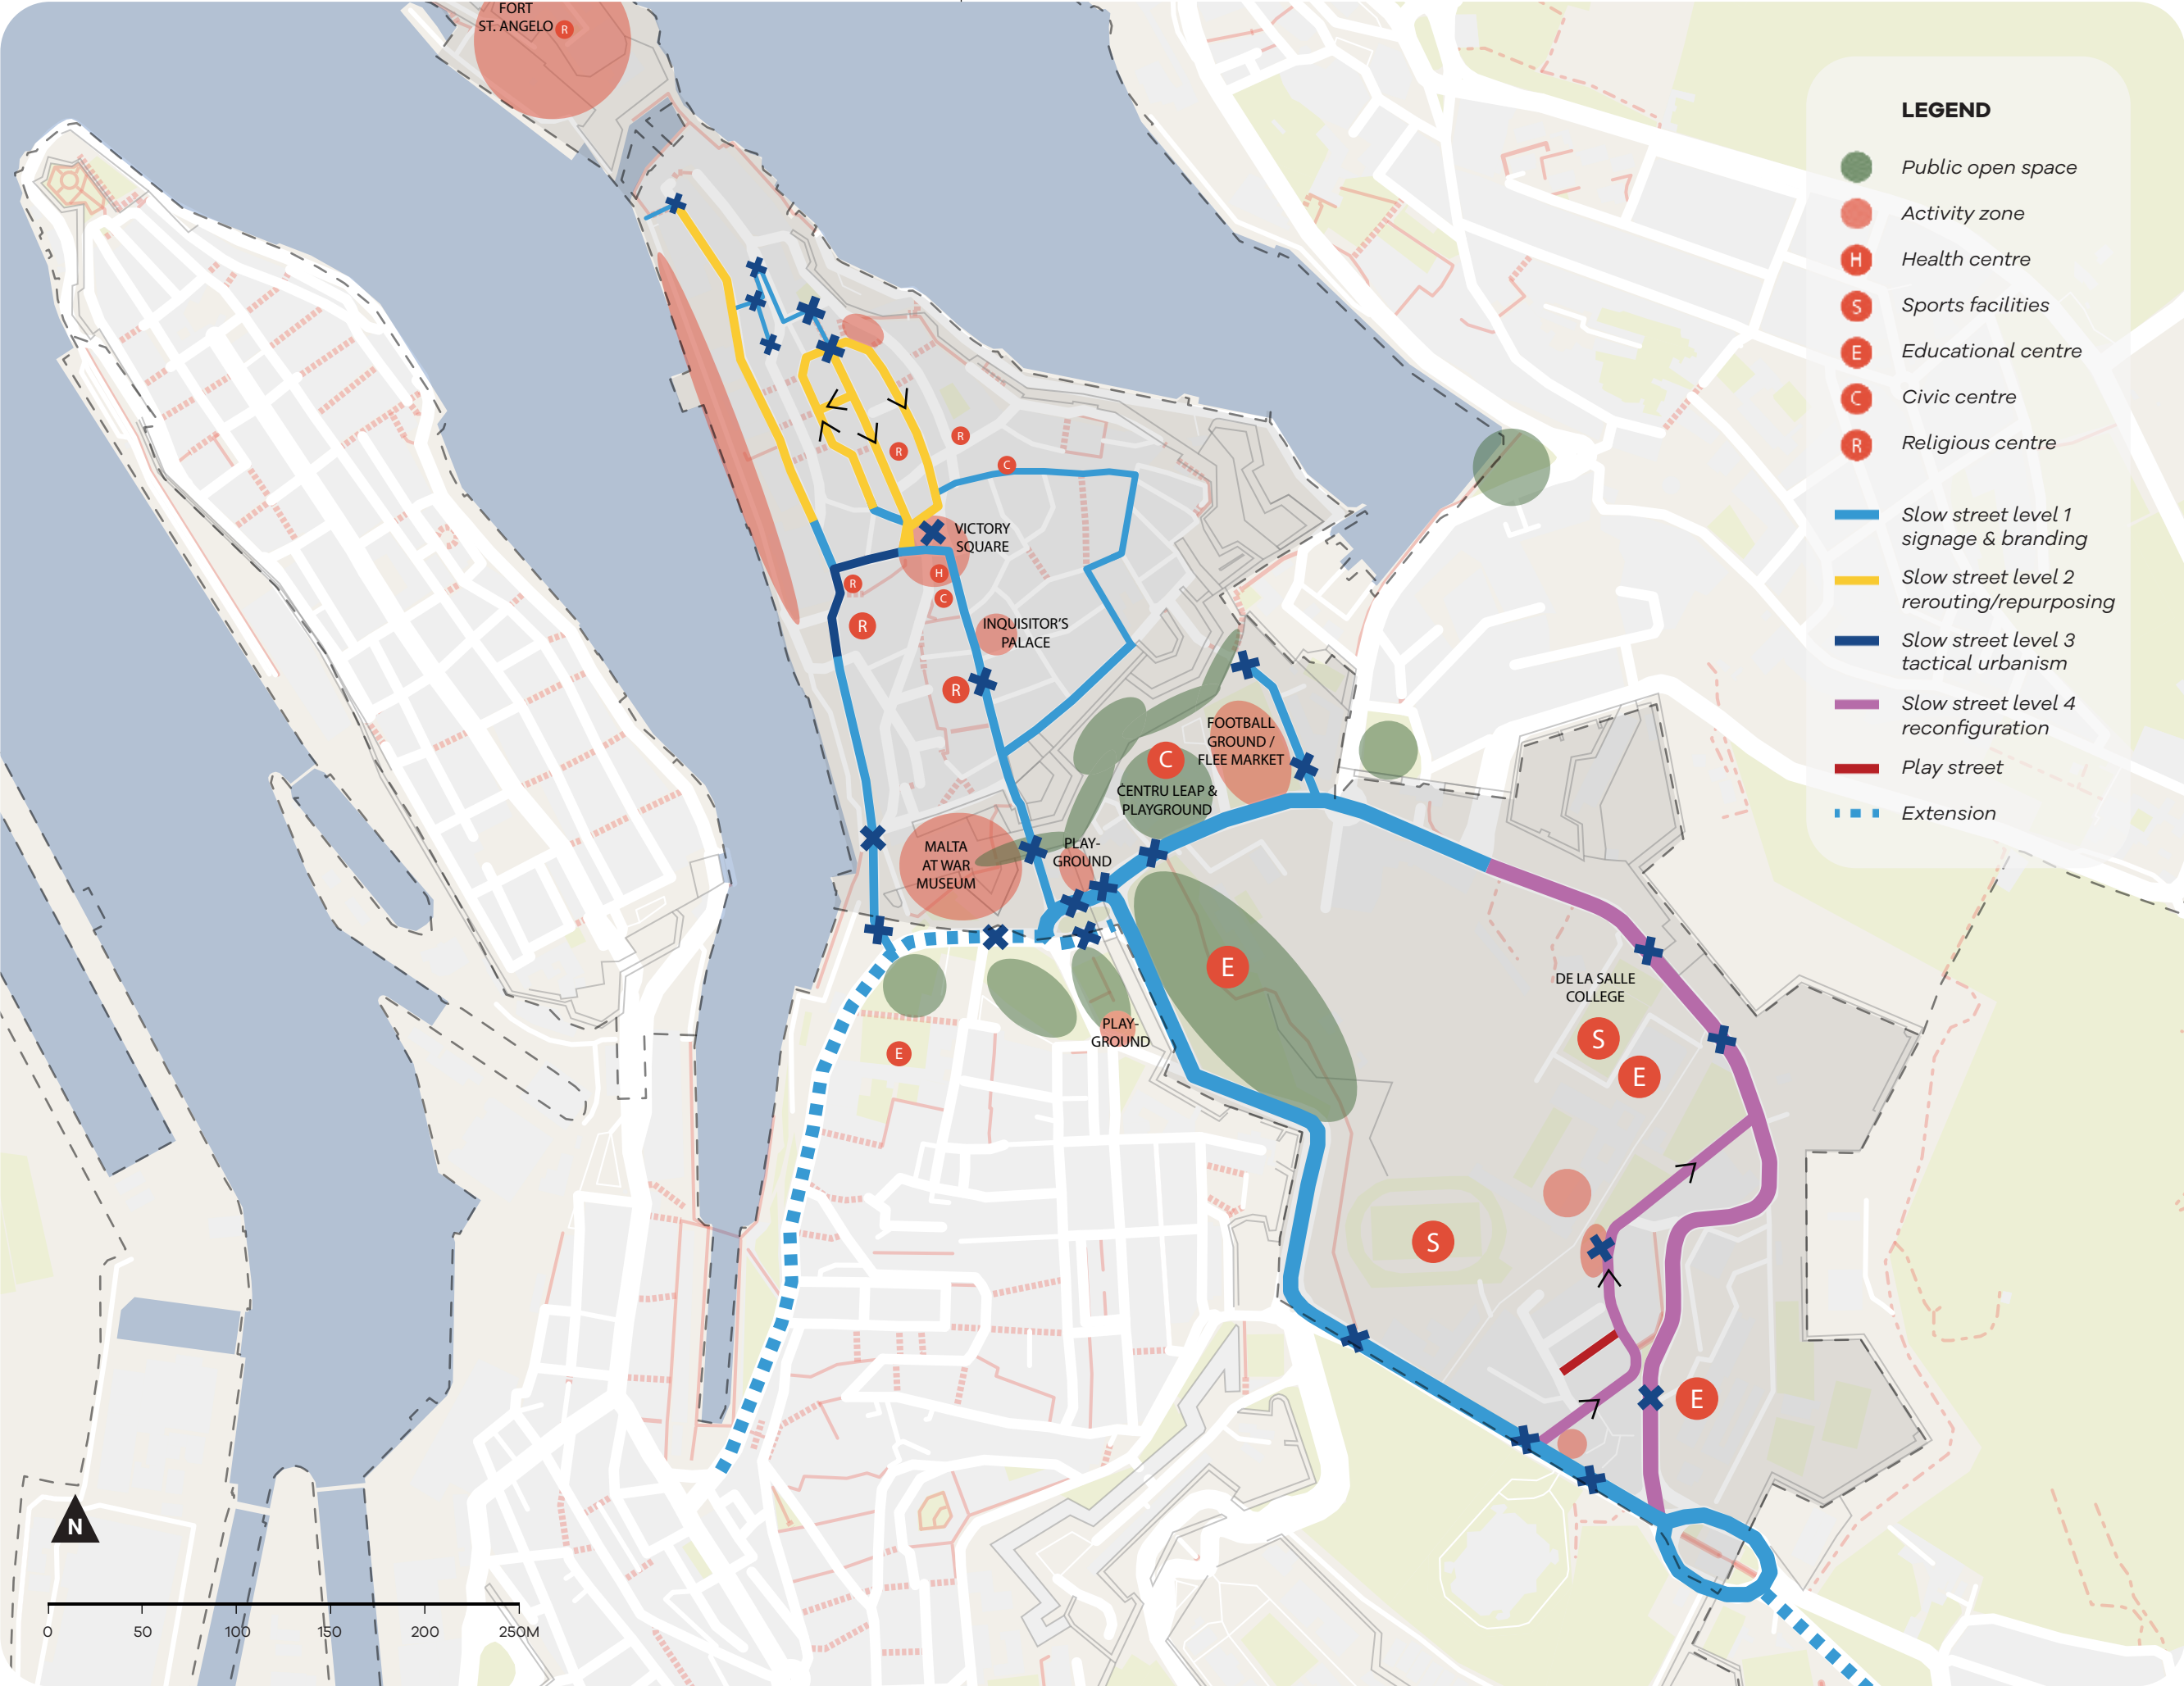 FORT
ST. ANGELO R
R
R
C
VICTORY
SQUARE
R
H
C
R
INQUISITOR'S
PALACE
R
FOOTBALL
GROUND /
FLEE MARKET
C
CENTRU LEAP &
PLAYGROUND
MALTA
AT WAR
MUSEUM
PLAY-
GROUND
E
PLAY-
GROUND
E
DE LA SALLE
COLLEGE
S
E
S
E
LEGEND
Public open space
Activity zone
H Health centre
S Sports facilities
E Educational centre
C Civic centre
R Religious centre
Slow street level 1
signage & branding
Slow street level 2
rerouting/repurposing
Slow street level 3
tactical urbanism
Slow street level 4
reconfiguration
Play street
Extension
N
0 50 100 150 200 250M